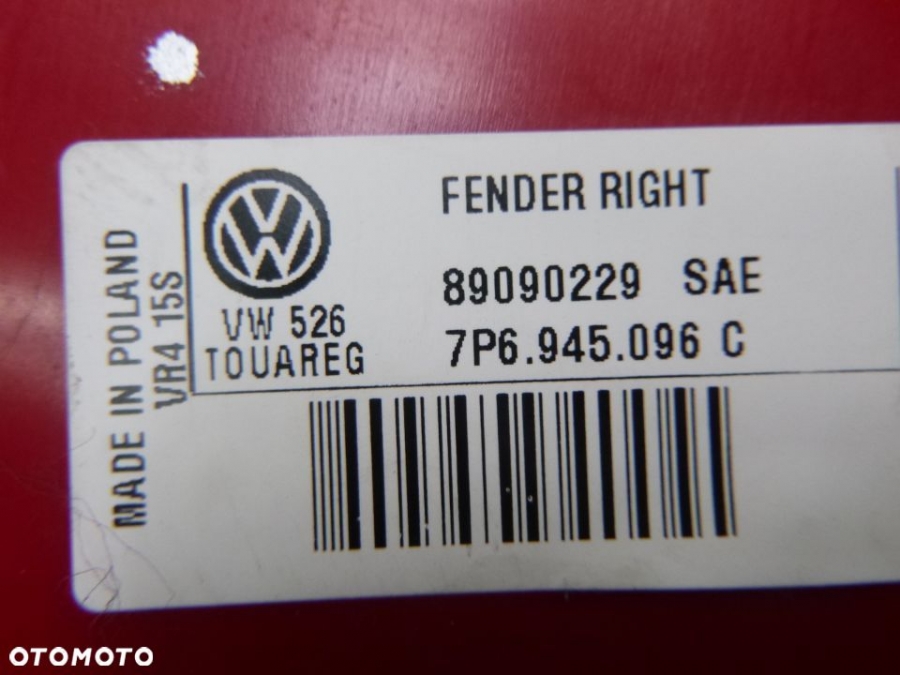 MADE IN POLAND
VR4 15S
VW 526
TOUAREG
FENDER RIGHT
89090229 SAE
7P6.945.096 C
OTOMOTO